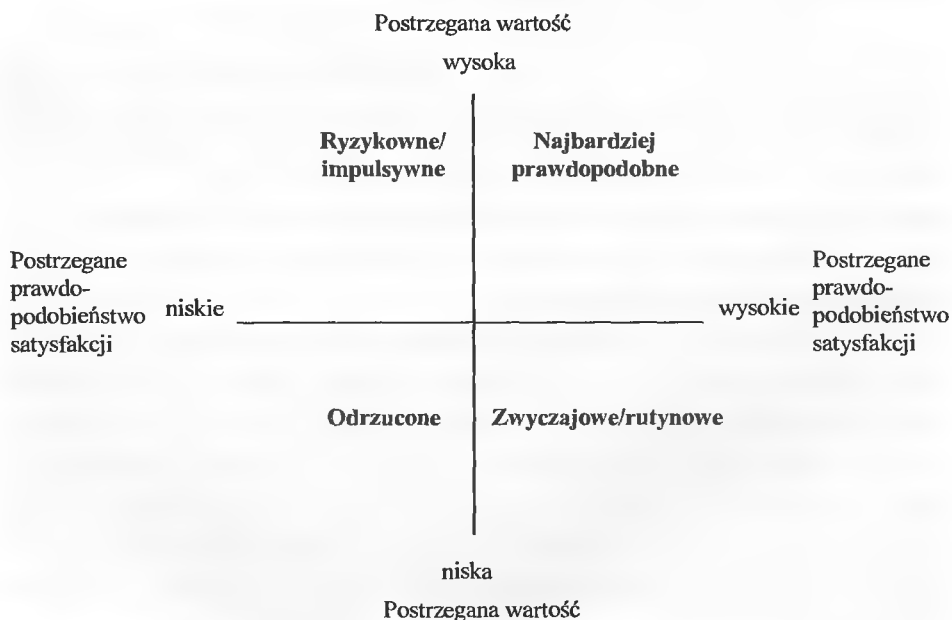 Postrzegana wartość
wysoka
Ryzykowne/
impulsywne
Najbardziej
prawdopodobne
Postrzegane
prawdo-
podobieństwo
satysfakcji
niskie
wysokie
Postrzegane
prawdo-
podobieństwo
satysfakcji
Odrzucone
Zwyczajowe/rutynowe
niska
Postrzegana wartość